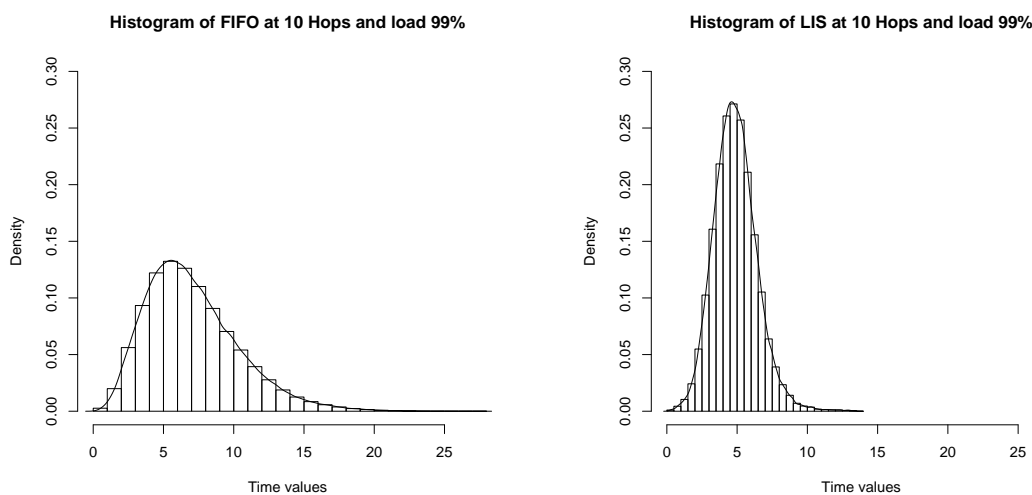 Histogram of FIFO at 10 Hops and load 99%
Density
0.00 0.05 0.10 0.15 0.20 0.25 0.30
0 5 10 15 20 25
Time values
Histogram of LIS at 10 Hops and load 99%
Density
0.00 0.05 0.10 0.15 0.20 0.25 0.30
0 5 10 15 20 25
Time values